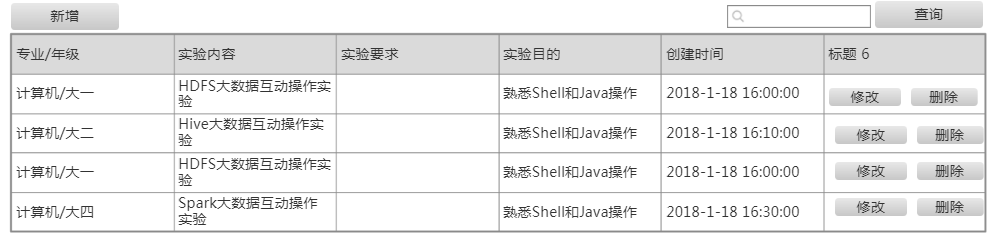 新增
查询
专业/年级 实验内容 实验要求 实验目的 创建时间 标题 6
计算机/大一 HDFS大数据互动操作实
验 熟悉Shell和Java操作 2018-1-18 16:00:00 修改 删除
计算机/大二 Hive大数据互动操作实
验 熟悉Shell和Java操作 2018-1-18 16:10:00 修改 删除
计算机/大一 HDFS大数据互动操作实
验 熟悉Shell和Java操作 2018-1-18 16:00:00 修改 删除
计算机/大四 Spark大数据互动操作
实验 熟悉Shell和Java操作 2018-1-18 16:30:00 修改 删除